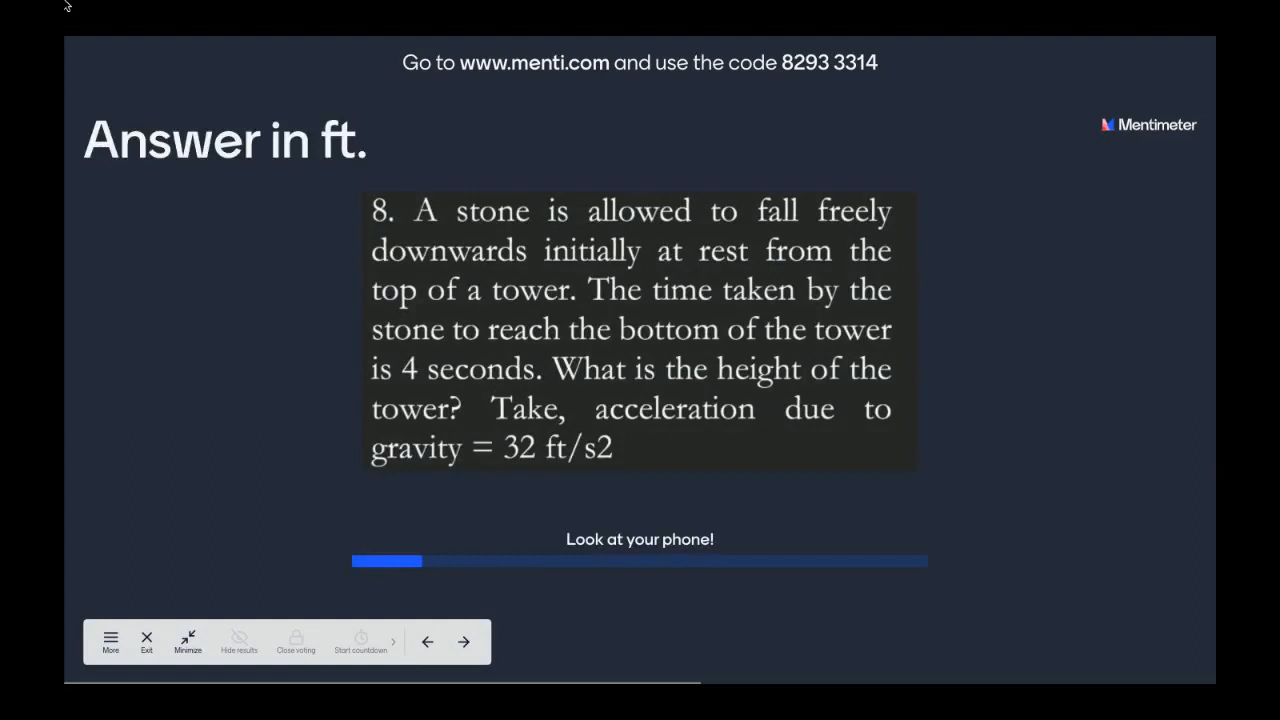 Go to www.menti.com and use the code 8293 3314
Answer in ft.
Mentimeter
8. A stone is allowed to fall freely
downwards initially at rest from the
top of a tower. The time taken by the
stone to reach the bottom of the tower
is 4 seconds. What is the height of the
tower? Take, acceleration due to
gravity = 32 ft/s2
Look at your phone!
More Exit Minimize Hide results Close voting Start countdown